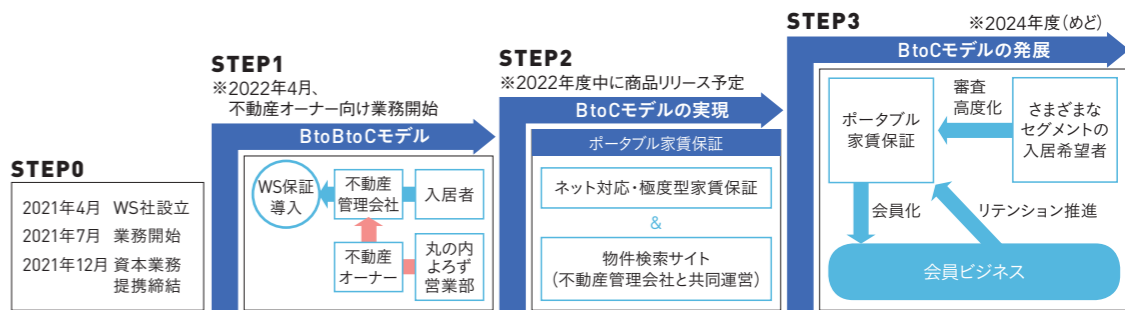 STEP0
2021年4月 WS社設立
2021年7月 業務開始
2021年12月 資本業務
提携締結
STEP1
※2022年4月、
不動産オーナー向け業務開始
BtoBtoCモデル
WS保証
導入
不動産
管理会社
入居者
不動産
オーナー
丸の内
よろず
営業部
STEP2
※2022年度中に商品リリース予定
BtoCモデルの実現
ポータブル家賃保証
ネット対応・極度型家賃保証
&
物件検索サイト
(不動産管理会社と共同運営)
STEP3
※2024年度(めど)
BtoCモデルの発展
ポータブル
家賃保証
審査
高度化
さまざまな
セグメントの
入居希望者
会員化
リテンション推進
会員ビジネス